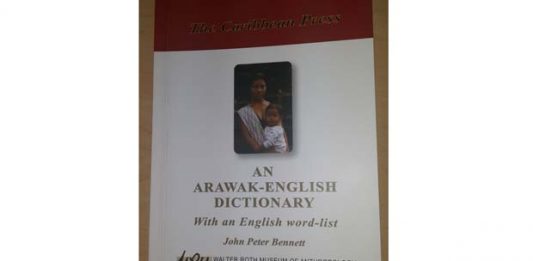 The Caribbean Press
AN
ARAWAK-ENGLISH
DICTIONARY
With an English word-list
John Peter Bennett
WALTER ROTH MUSEUM OF